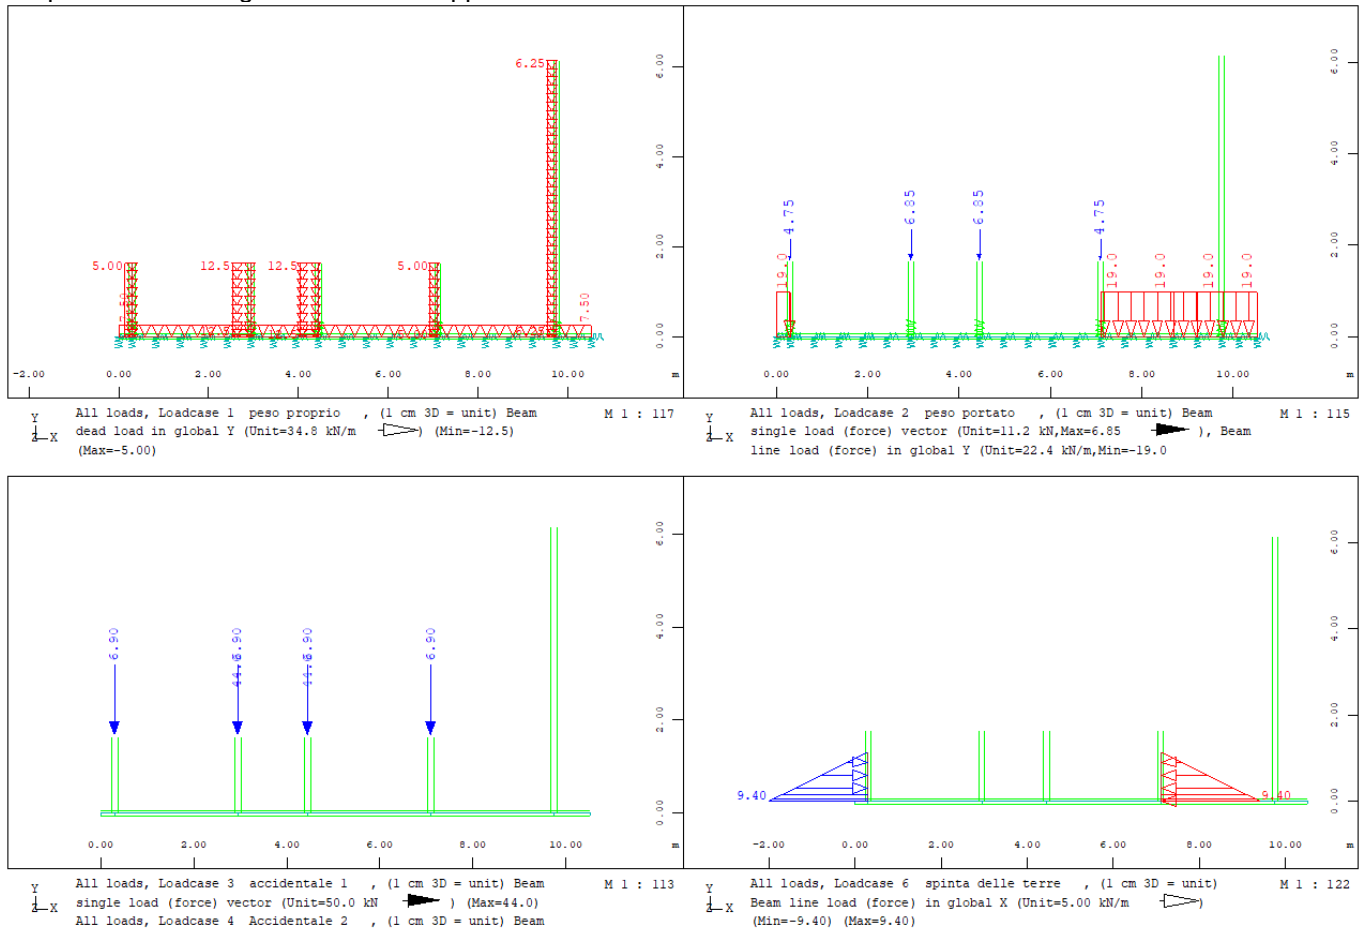 6.25
6.00
4.00
2.00
0.00
5.00
12.5
12.5
5.00
7.50
-2.00 0.00 2.00 4.00 6.00 8.00 10.00 m
Y
Z X
All loads, Loadcase 1 peso proprio , (1 cm 3D = unit) Beam M 1 : 117
dead load in global Y (Unit=34.8 kN/m ) (Min=-12.5)
(Max=-5.00)
6.00
4.00
2.00
0.00
4.75
6.85
6.85
4.75
19.0
19.0
19.0
19.0
19.0
0.00 2.00 4.00 6.00 8.00 10.00 m
Y
Z X
All loads, Loadcase 2 peso portato , (1 cm 3D = unit) Beam M 1 : 115
single load (force) vector (Unit=11.2 kN,Max=6.85 ), Beam
line load (force) in global Y (Unit=22.4 kN/m,Min=-19.0
6.00
4.00
2.00
0.00
6.90
6.90
6.90
6.90
0.00 2.00 4.00 6.00 8.00 10.00 m
Y
Z X
All loads, Loadcase 3 accidentale 1 , (1 cm 3D = unit) Beam M 1 : 113
single load (force) vector (Unit=50.0 kN ) (Max=44.0)
All loads, Loadcase 4 Accidentale 2 , (1 cm 3D = unit) Beam
6.00
4.00
2.00
0.00
9.40
9.40
-2.00 0.00 2.00 4.00 6.00 8.00 10.00 m
Y
Z X
All loads, Loadcase 6 spinta delle terre , (1 cm 3D = unit) M 1 : 122
Beam line load (force) in global X (Unit=5.00 kN/m )
(Min=-9.40) (Max=9.40)